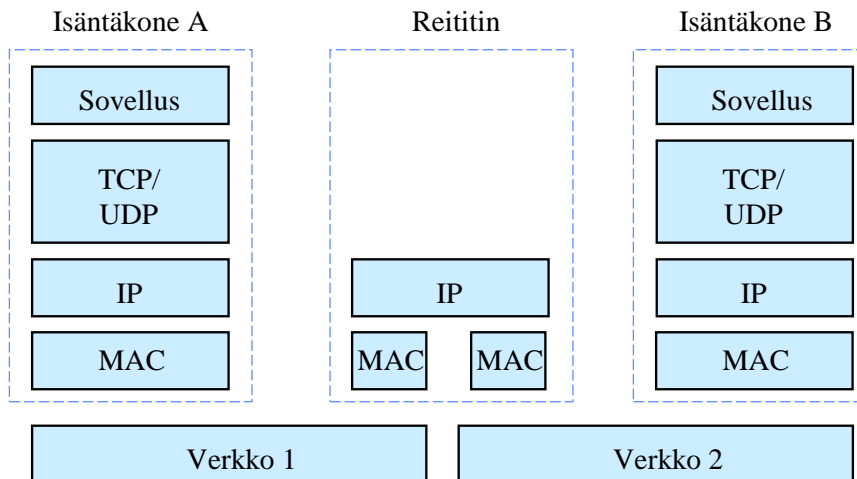 Isäntäkone A
Reititin
Isäntäkone B
Sovellus
Sovellus
TCP/
UDP
TCP/
UDP
IP
IP
IP
MAC
MAC
MAC
MAC
Verkko 1
Verkko 2